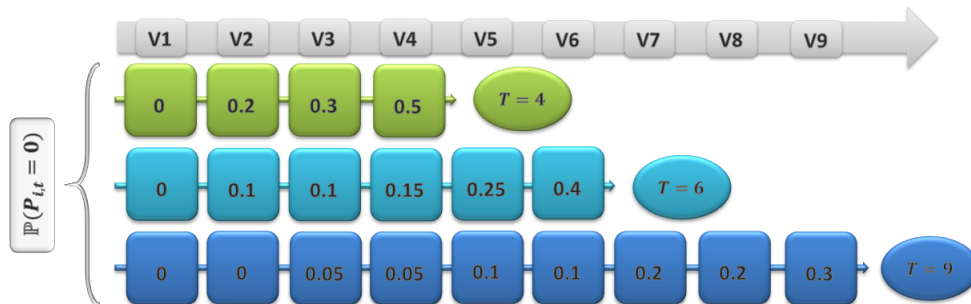 V1 V2 V3 V4 V5 V6 V7 V8 V9
0 0.2 0.3 0.5 T = 4
ℙ(P_{i,t} = 0)
0 0.1 0.1 0.15 0.25 0.4 T = 6
0 0 0.05 0.05 0.1 0.1 0.2 0.2 0.3 T = 9